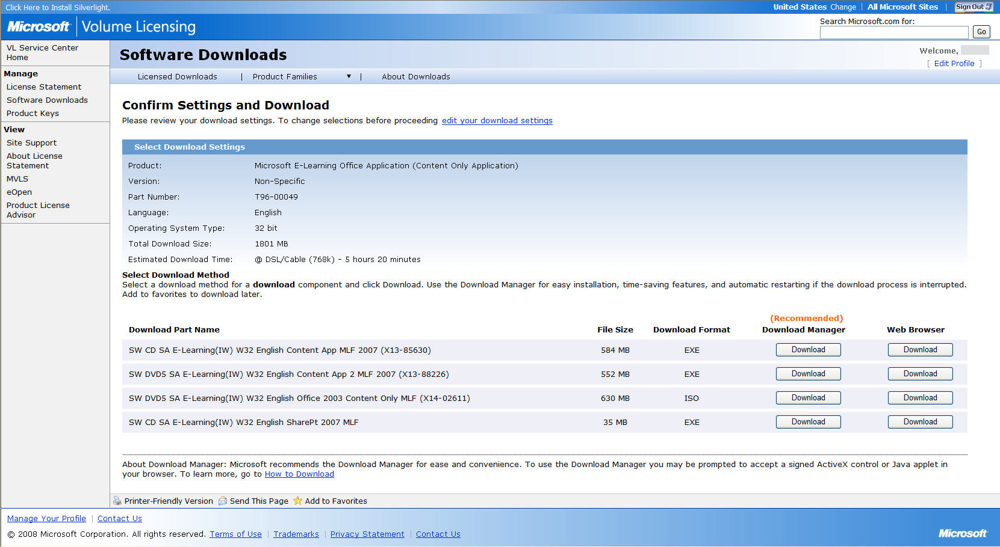 Click Here to Install Silverlight.
United States Change | All Microsoft Sites | Sign Out
Microsoft | Volume Licensing
Search Microsoft.com for:
Go
VL Service Center
Home
Manage
License Statement
Software Downloads
Product Keys
View
Site Support
About License
Statement
MVLS
eOpen
Product License
Advisor
Software Downloads
Welcome,
[ Edit Profile ]
Licensed Downloads | Product Families ▼ | About Downloads
Confirm Settings and Download
Please review your download settings. To change selections before proceeding edit your download settings
Select Download Settings
Product: Microsoft E-Learning Office Application (Content Only Application)
Version: Non-Specific
Part Number: T96-00049
Language: English
Operating System Type: 32 bit
Total Download Size: 1801 MB
Estimated Download Time: @ DSL/Cable (768k) - 5 hours 20 minutes
Select Download Method
Select a download method for a download component and click Download. Use the Download Manager for easy installation, time-saving features, and automatic restarting if the download process is interrupted.
Add to favorites to download later.
(Recommended)
Download Part Name File Size Download Format Download Manager Web Browser
SW CD SA E-Learning(IW) W32 English Content App MLF 2007 (X13-85630) 584 MB EXE Download Download
SW DVD5 SA E-Learning(IW) W32 English Content App 2 MLF 2007 (X13-88226) 552 MB EXE Download Download
SW DVD5 SA E-Learning(IW) W32 English Office 2003 Content Only MLF (X14-02611) 630 MB ISO Download Download
SW CD SA E-Learning(IW) W32 English SharePt 2007 MLF 35 MB EXE Download Download
About Download Manager: Microsoft recommends the Download Manager for ease and convenience. To use the Download Manager you may be prompted to accept a signed ActiveX control or Java applet in
your browser. To learn more, go to How to Download
Printer-Friendly Version Send This Page Add to Favorites
Manage Your Profile | Contact Us
© 2008 Microsoft Corporation. All rights reserved. Terms of Use | Trademarks | Privacy Statement | Contact Us
Microsoft